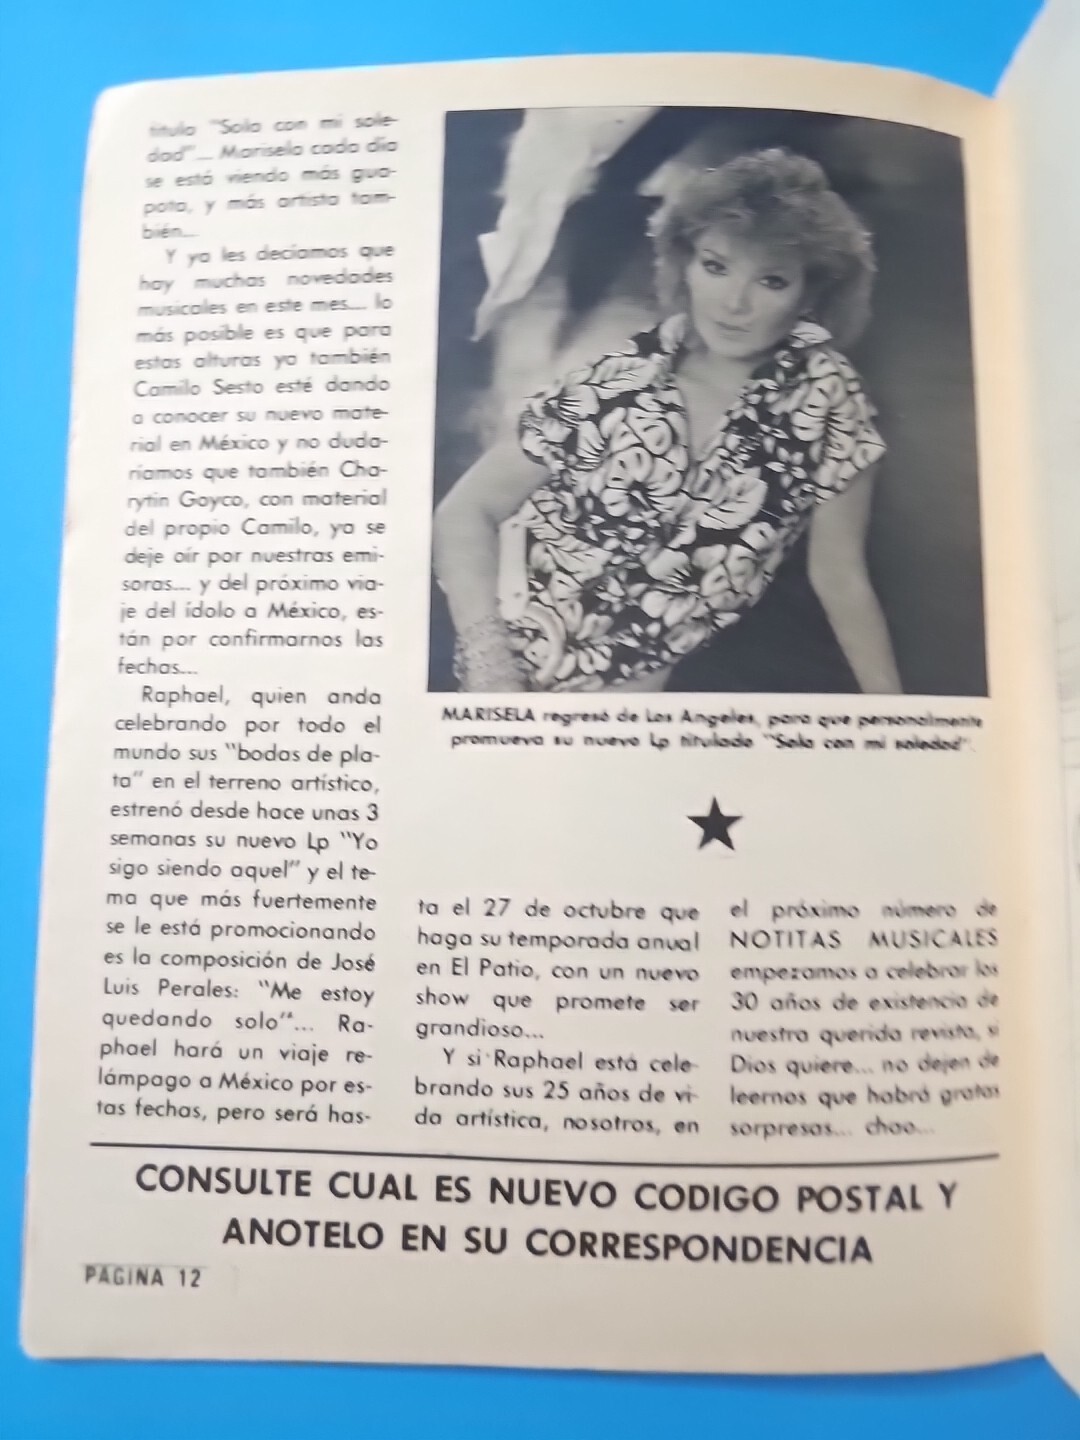 titula "Sola con mi sole-
dad"... Marisela cada día
se está viendo más gua-
pota, y más artista tam-
bién...
Y ya les decíamos que
hay muchas novedades
musicales en este mes... lo
más posible es que para
estas alturas ya también
Camilo Sesto esté dando
a conocer su nuevo mate-
rial en México y no duda-
ríamos que también Cha-
rytín Goyco, con material
del propio Camilo, ya se
deje oír por nuestras emi-
soras... y del próximo via-
je del ídolo a México, es-
tán por confirmarnos las
fechas...
Raphael, quien anda
celebrando por todo el
mundo sus "bodas de pla-
ta" en el terreno artístico,
estrenó desde hace unas 3
semanas su nuevo Lp "Yo
sigo siendo aquel" y el te-
ma que más fuertemente
se le está promocionando
es la composición de José
Luis Perales: "Me estoy
quedando solo"... Ra-
phael hará un viaje re-
lámpago a México por es-
tas fechas, pero será has-
MARISELA regresó de Los Angeles, para que personalmente
promueva su nuevo Lp titulado "Sola con mi soledad".
ta el 27 de octubre que
haga su temporada anual
en El Patio, con un nuevo
show que promete ser
grandioso...
Y si Raphael está cele-
brando sus 25 años de vi-
da artística, nosotros, en
el próximo número de
NOTITAS MUSICALES
empezamos a celebrar los
30 años de existencia de
nuestra querida revista, si
Dios quiere... no dejen de
leernos que habrá gratas
sorpresas... chao...
CONSULTE CUAL ES NUEVO CODIGO POSTAL Y
ANOTELO EN SU CORRESPONDENCIA
PAGINA 12